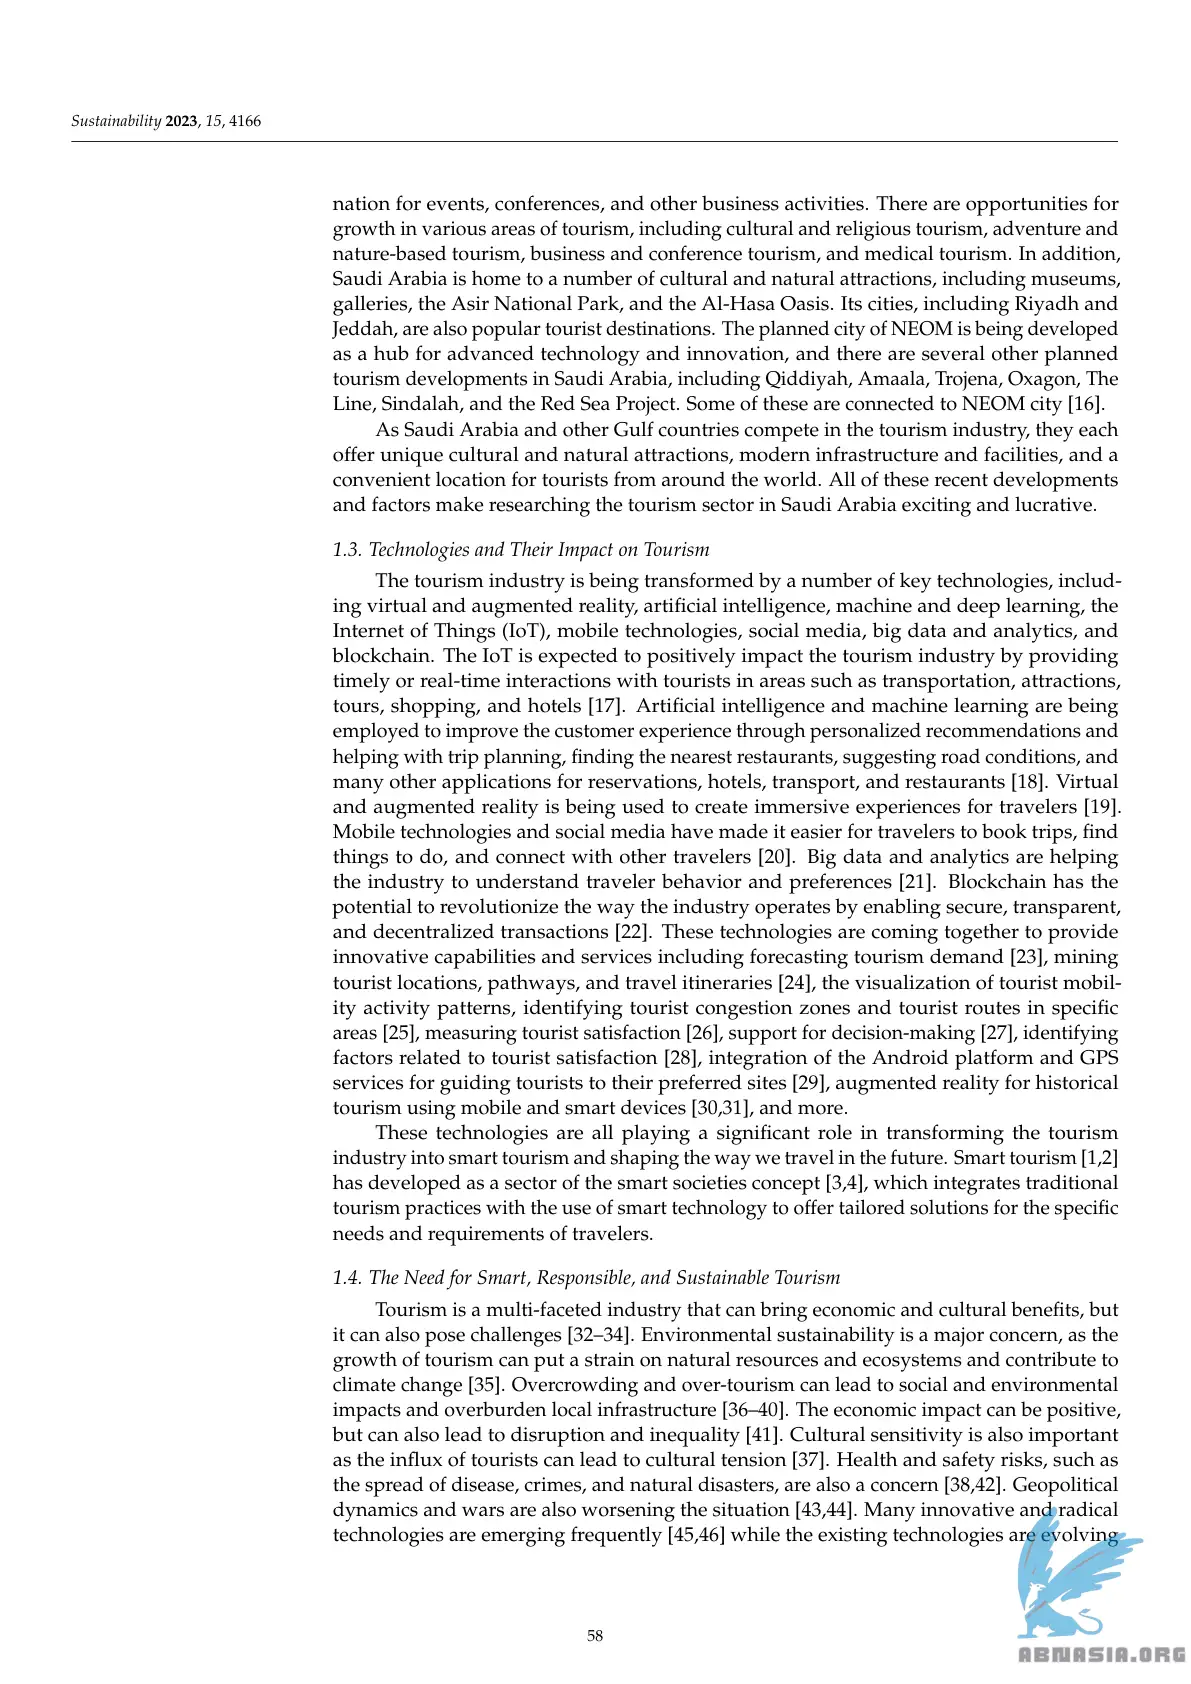 Sustainability 2023, 15, 4166
nation for events, conferences, and other business activities. There are opportunities for
growth in various areas of tourism, including cultural and religious tourism, adventure and
nature-based tourism, business and conference tourism, and medical tourism. In addition,
Saudi Arabia is home to a number of cultural and natural attractions, including museums,
galleries, the Asir National Park, and the Al-Hasa Oasis. Its cities, including Riyadh and
Jeddah, are also popular tourist destinations. The planned city of NEOM is being developed
as a hub for advanced technology and innovation, and there are several other planned
tourism developments in Saudi Arabia, including Qiddiyah, Amaala, Trojena, Oxagon, The
Line, Sindalah, and the Red Sea Project. Some of these are connected to NEOM city [16].
As Saudi Arabia and other Gulf countries compete in the tourism industry, they each
offer unique cultural and natural attractions, modern infrastructure and facilities, and a
convenient location for tourists from around the world. All of these recent developments
and factors make researching the tourism sector in Saudi Arabia exciting and lucrative.
1.3. Technologies and Their Impact on Tourism
The tourism industry is being transformed by a number of key technologies, includ-
ing virtual and augmented reality, artificial intelligence, machine and deep learning, the
Internet of Things (IoT), mobile technologies, social media, big data and analytics, and
blockchain. The IoT is expected to positively impact the tourism industry by providing
timely or real-time interactions with tourists in areas such as transportation, attractions,
tours, shopping, and hotels [17]. Artificial intelligence and machine learning are being
employed to improve the customer experience through personalized recommendations and
helping with trip planning, finding the nearest restaurants, suggesting road conditions, and
many other applications for reservations, hotels, transport, and restaurants [18]. Virtual
and augmented reality is being used to create immersive experiences for travelers [19].
Mobile technologies and social media have made it easier for travelers to book trips, find
things to do, and connect with other travelers [20]. Big data and analytics are helping
the industry to understand traveler behavior and preferences [21]. Blockchain has the
potential to revolutionize the way the industry operates by enabling secure, transparent,
and decentralized transactions [22]. These technologies are coming together to provide
innovative capabilities and services including forecasting tourism demand [23], mining
tourist locations, pathways, and travel itineraries [24], the visualization of tourist mobil-
ity activity patterns, identifying tourist congestion zones and tourist routes in specific
areas [25], measuring tourist satisfaction [26], support for decision-making [27], identifying
factors related to tourist satisfaction [28], integration of the Android platform and GPS
services for guiding tourists to their preferred sites [29], augmented reality for historical
tourism using mobile and smart devices [30,31], and more.
These technologies are all playing a significant role in transforming the tourism
industry into smart tourism and shaping the way we travel in the future. Smart tourism [1,2]
has developed as a sector of the smart societies concept [3,4], which integrates traditional
tourism practices with the use of smart technology to offer tailored solutions for the specific
needs and requirements of travelers.
1.4. The Need for Smart, Responsible, and Sustainable Tourism
Tourism is a multi-faceted industry that can bring economic and cultural benefits, but
it can also pose challenges [32–34]. Environmental sustainability is a major concern, as the
growth of tourism can put a strain on natural resources and ecosystems and contribute to
climate change [35]. Overcrowding and over-tourism can lead to social and environmental
impacts and overburden local infrastructure [36–40]. The economic impact can be positive,
but can also lead to disruption and inequality [41]. Cultural sensitivity is also important
as the influx of tourists can lead to cultural tension [37]. Health and safety risks, such as
the spread of disease, crimes, and natural disasters, are also a concern [38,42]. Geopolitical
dynamics and wars are also worsening the situation [43,44]. Many innovative and radical
technologies are emerging frequently [45,46] while the existing technologies are evolving
58
ABNASIA.ORG